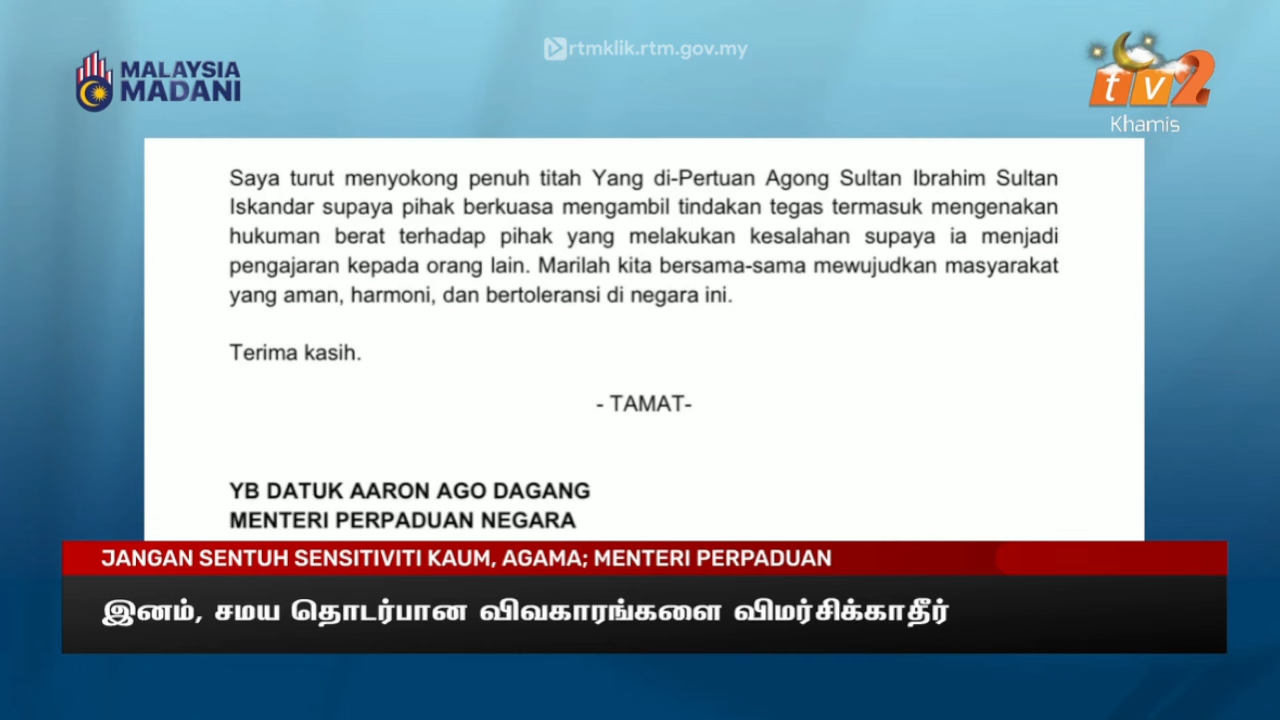 rtmklik.rtm.gov.my
MALAYSIA
MADANI
tv2
Khamis
Saya turut menyokong penuh titah Yang di-Pertuan Agong Sultan Ibrahim Sultan
Iskandar supaya pihak berkuasa mengambil tindakan tegas termasuk mengenakan
hukuman berat terhadap pihak yang melakukan kesalahan supaya ia menjadi
pengajaran kepada orang lain. Marilah kita bersama-sama mewujudkan masyarakat
yang aman, harmoni, dan bertoleransi di negara ini.
Terima kasih.
- TAMAT-
YB DATUK AARON AGO DAGANG
MENTERI PERPADUAN NEGARA
JANGAN SENTUH SENSITIVITI KAUM, AGAMA; MENTERI PERPADUAN
இனம், சமய தொடர்பான விவகாரங்களை விமர்சிக்காதீர்